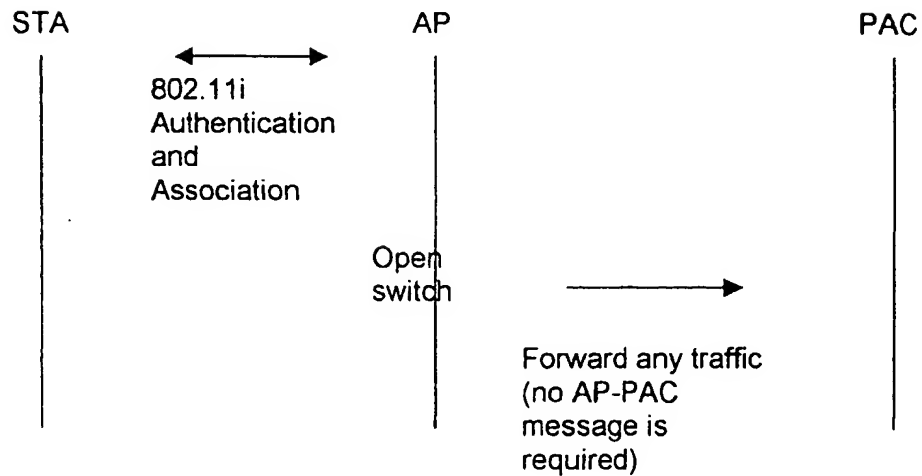 STA AP PAC
802.11i
Authentication
and
Association
Open
switch
Forward any traffic
(no AP-PAC
message is
required)